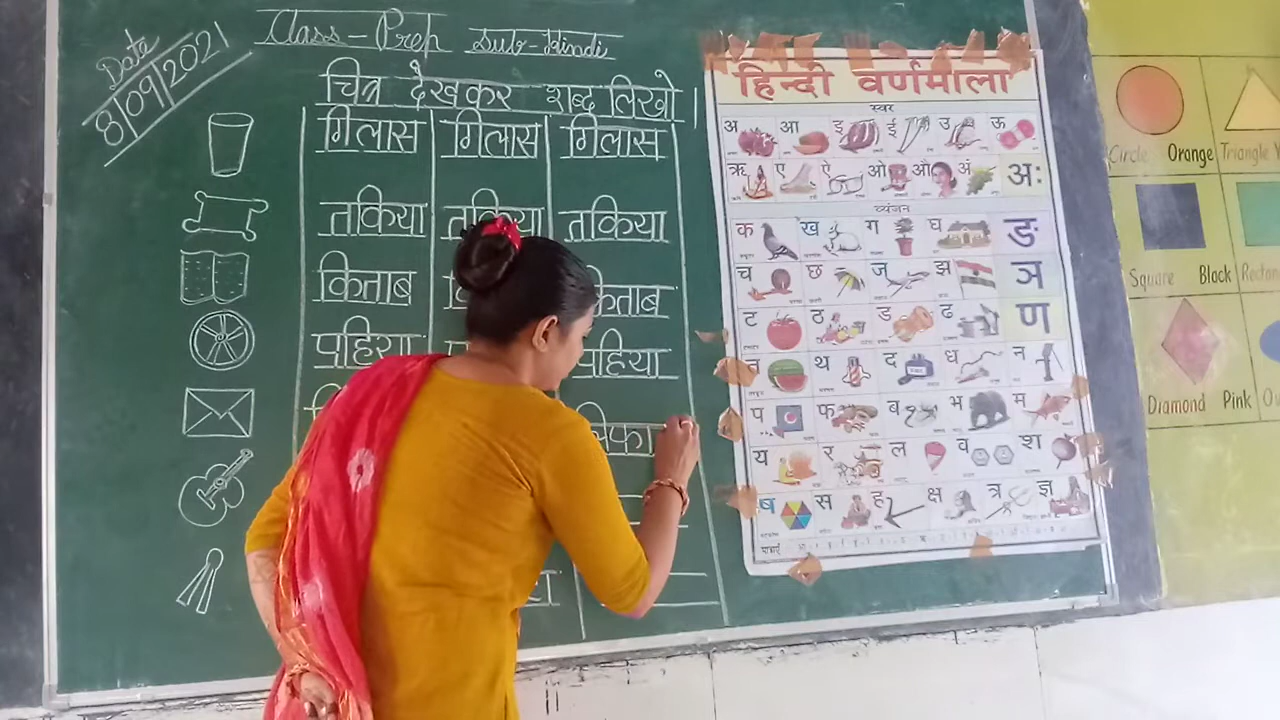 Class-Prep Sub-Hindi
Date
8/09/2021
चित्र देखकर शब्द लिखो
गिलास गिलास गिलास
तकिया तकिया तकिया
किताब
पहिया पहिया
हिन्दी वर्णमाला
स्वर
अ आ इ ई उ ऊ
ऋ ए ऐ ओ औ अं अः
व्यंजन
क ख ग घ ङ
च छ ज झ ञ
ट ठ ड ढ ण
त थ द ध न
प फ ब भ म
य र ल व श
ष स ह क्ष त्र ज्ञ
मात्राएँ
Circle Orange Triangle
Square Black
Diamond Pink